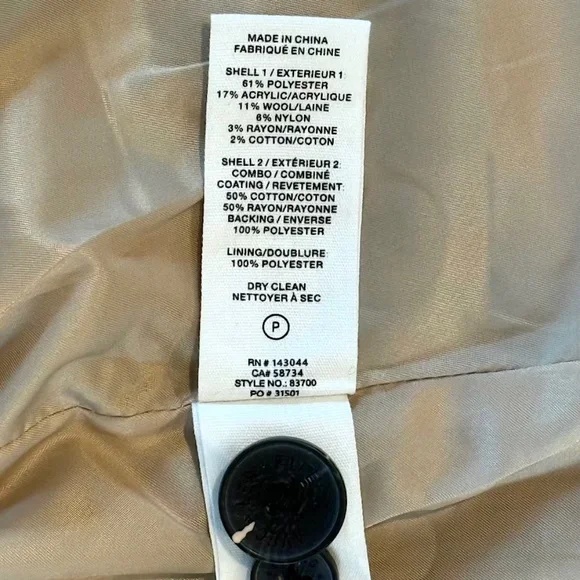 MADE IN CHINA
FABRIQUÉ EN CHINE
SHELL 1 / EXTERIEUR 1:
61% POLYESTER
17% ACRYLIC/ACRYLIQUE
11% WOOL/LAINE
6% NYLON
3% RAYON/RAYONNE
2% COTTON/COTON
SHELL 2 / EXTÉRIEUR 2:
COMBO / COMBINÉ
COATING / REVETEMENT:
50% COTTON/COTON
50% RAYON/RAYONNE
BACKING / ENVERSE
100% POLYESTER
LINING/DOUBLURE:
100% POLYESTER
DRY CLEAN
NETTOYER À SEC
P
RN # 143044
CA# 58734
STYLE NO.: 83700
PO # 31501